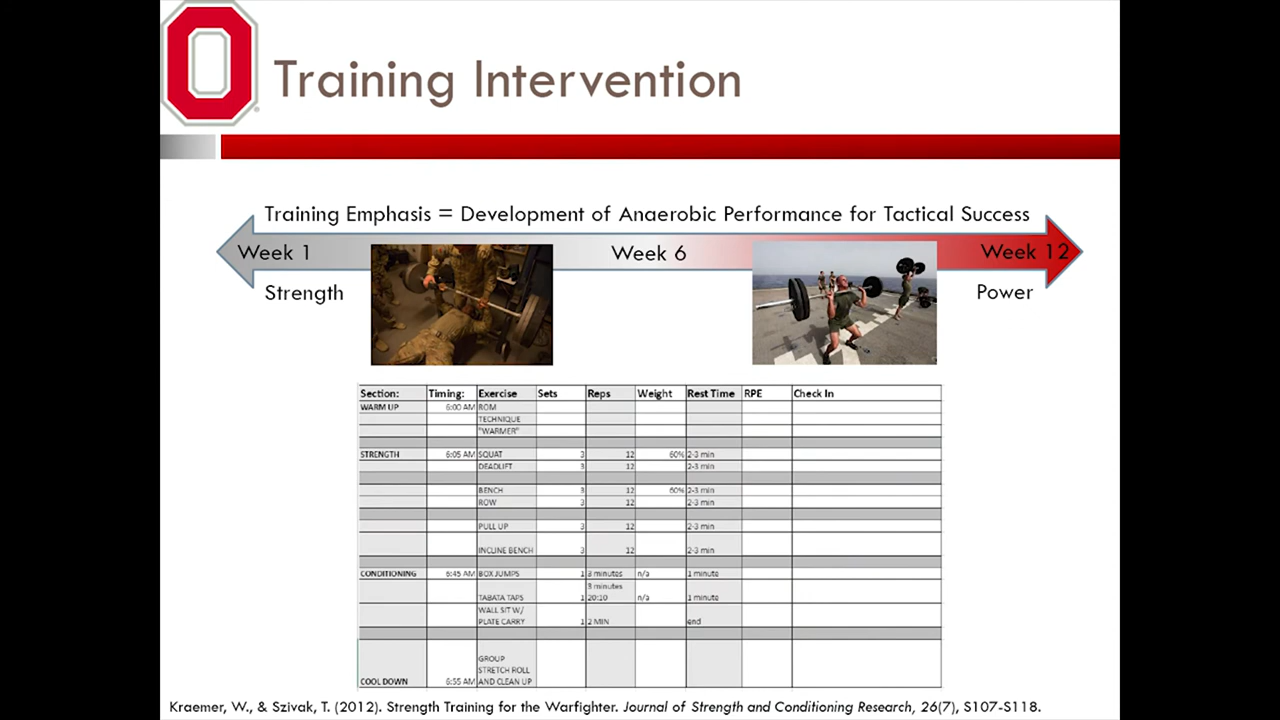 Training Intervention
Training Emphasis = Development of Anaerobic Performance for Tactical Success
Week 1 Week 6 Week 12
Strength Power
Section: Timing: Exercise Sets Reps Weight Rest Time RPE Check In
WARM UP 6:00 AM ROM
TECHNIQUE
"WARMER"
STRENGTH 6:05 AM SQUAT 3 12 60% 2-3 min
DEADLIFT 3 12 2-3 min
BENCH 3 12 60% 2-3 min
ROW 3 12 2-3 min
PULL UP 3 12 2-3 min
INCLINE BENCH 3 12 2-3 min
CONDITIONING 6:45 AM BOX JUMPS 1 3 minutes n/a 1 minute
3 minutes
TABATA TAPS 1 20:10 n/a 1 minute
WALL SIT W/
PLATE CARRY 1 2 MIN end
GROUP
STRETCH ROLL
COOL DOWN 6:55 AM AND CLEAN UP
Kraemer, W., & Szivak, T. (2012). Strength Training for the Warfighter. Journal of Strength and Conditioning Research, 26(7), S107-S118.